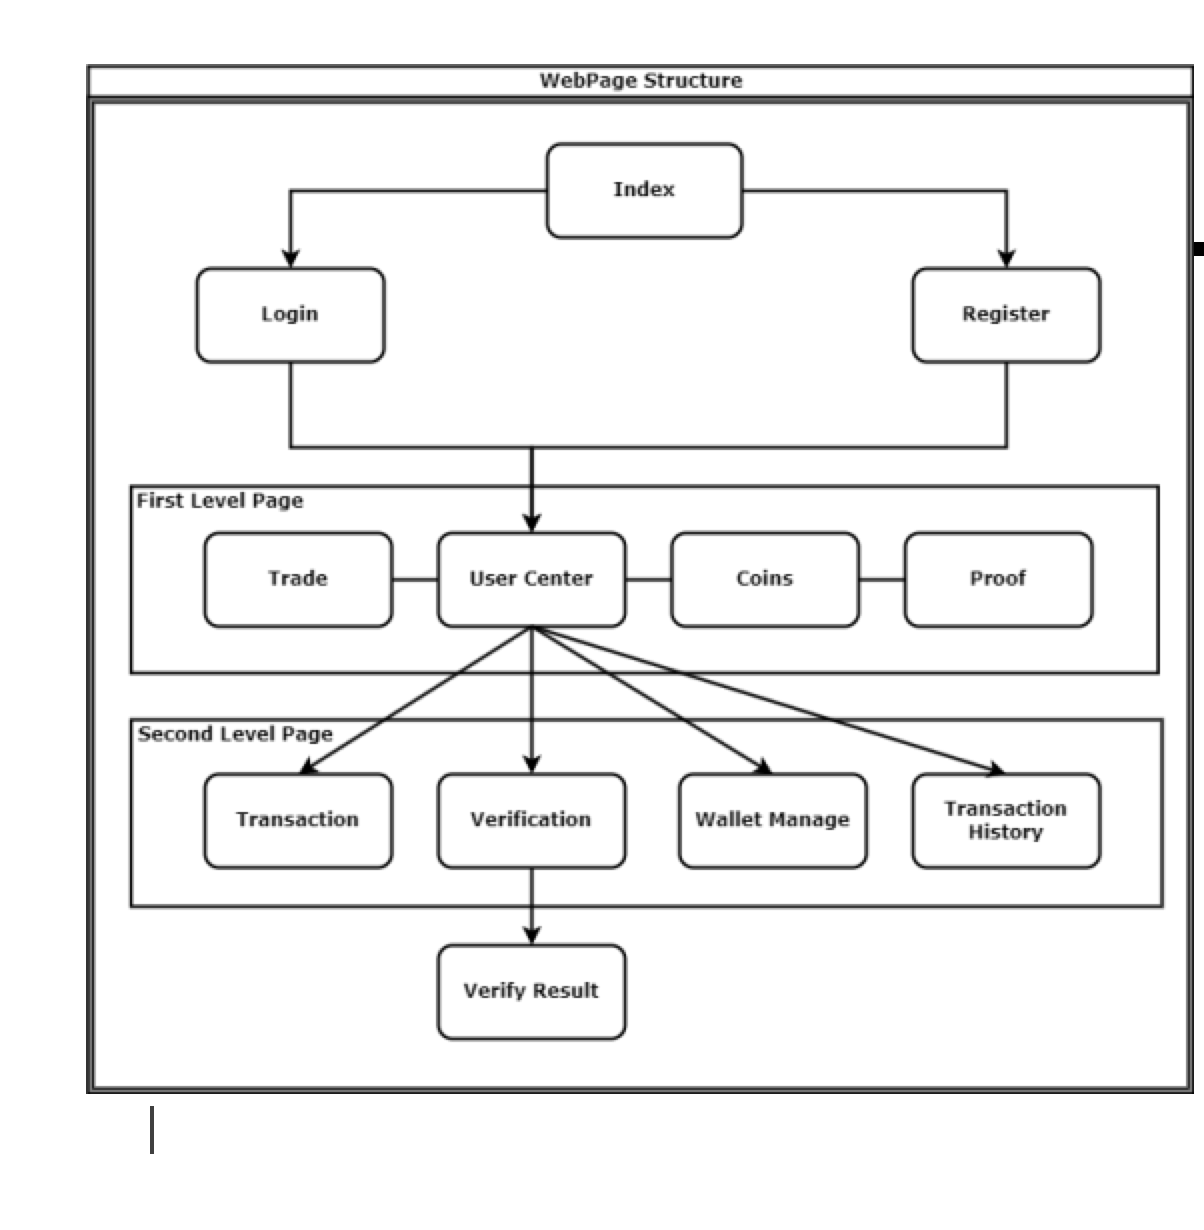 WebPage Structure
Index
Login
Register
First Level Page
Trade
User Center
Coins
Proof
Second Level Page
Transaction
Verification
Wallet Manage
Transaction
History
Verify Result